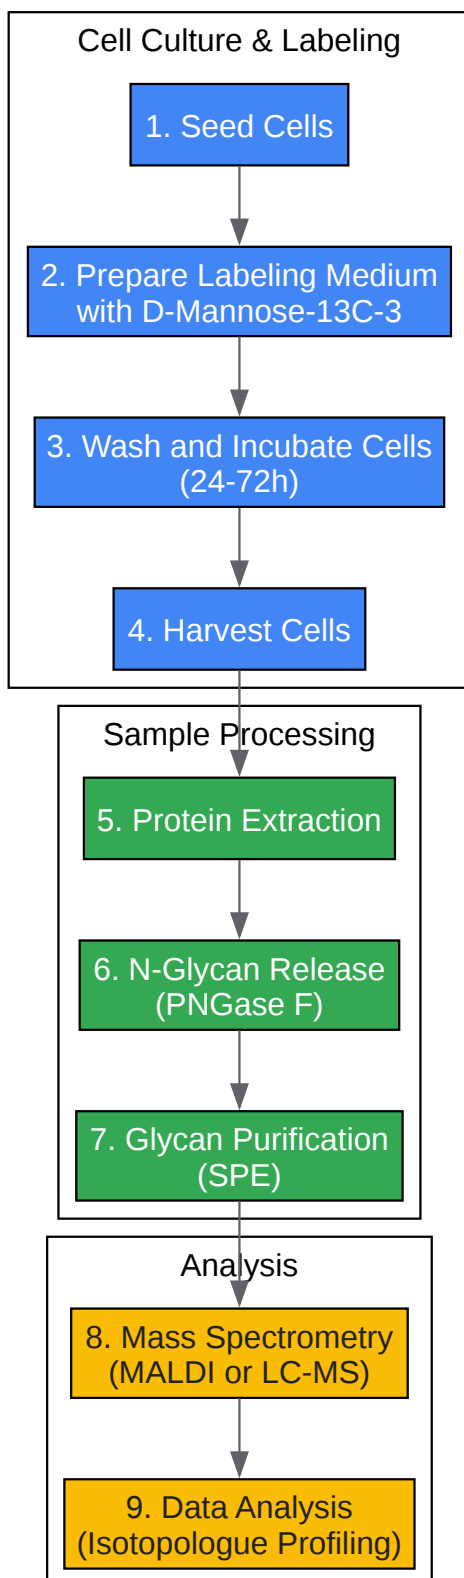 Cell Culture & Labeling
1. Seed Cells
2. Prepare Labeling Medium
with D-Mannose-13C-3
3. Wash and Incubate Cells
(24-72h)
4. Harvest Cells
Sample Processing
5. Protein Extraction
6. N-Glycan Release
(PNGase F)
7. Glycan Purification
(SPE)
Analysis
8. Mass Spectrometry
(MALDI or LC-MS)
9. Data Analysis
(Isotopologue Profiling)